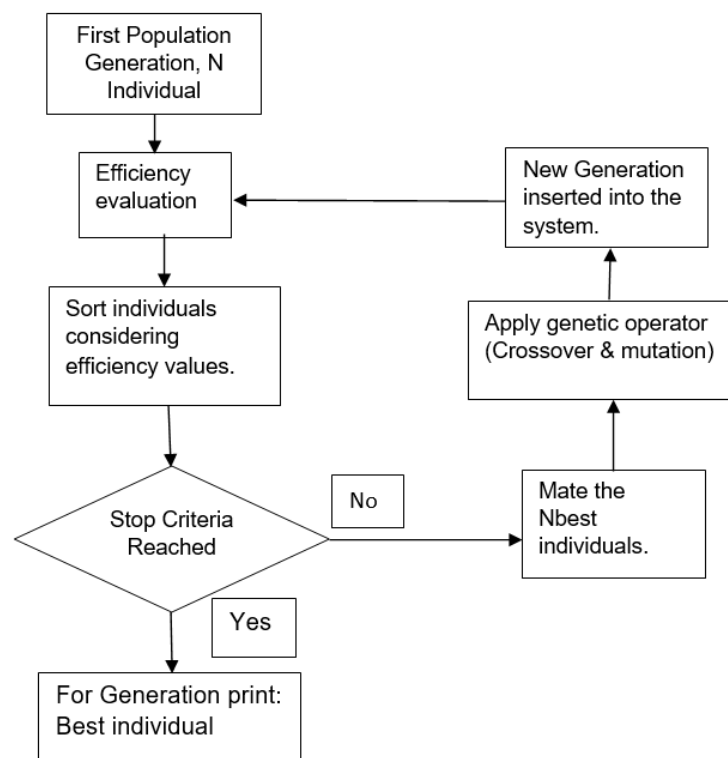 First Population
Generation, N
Individual
Efficiency
evaluation
New Generation
inserted into the
system.
Sort individuals
considering
efficiency values.
Apply genetic operator
(Crossover & mutation)
Stop Criteria
Reached
No
Mate the
Nbest
individuals.
Yes
For Generation print:
Best individual